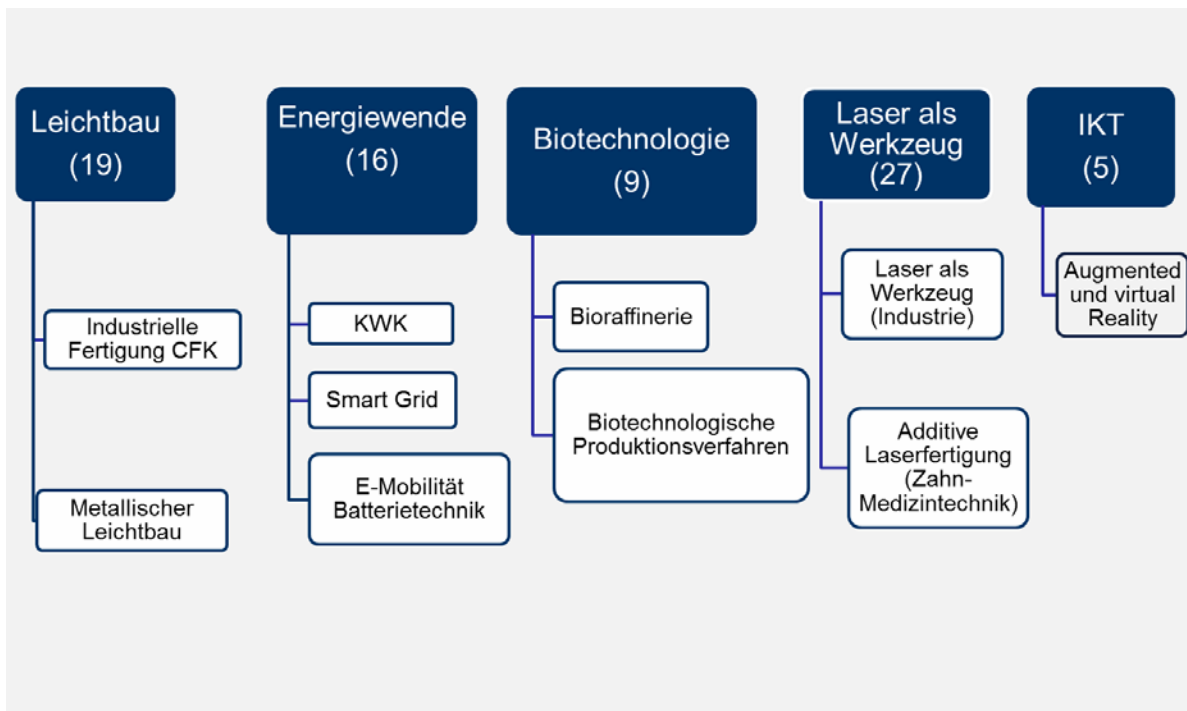 Leichtbau
(19)
Industrielle
Fertigung CFK
Metallischer
Leichtbau
Energiewende
(16)
KWK
Smart Grid
E-Mobilität
Batterietechnik
Biotechnologie
(9)
Bioraffinerie
Biotechnologische
Produktionsverfahren
Laser als
Werkzeug
(27)
Laser als
Werkzeug
(Industrie)
Additive
Laserfertigung
(Zahn-
Medizintechnik)
IKT
(5)
Augmented
und virtual
Reality